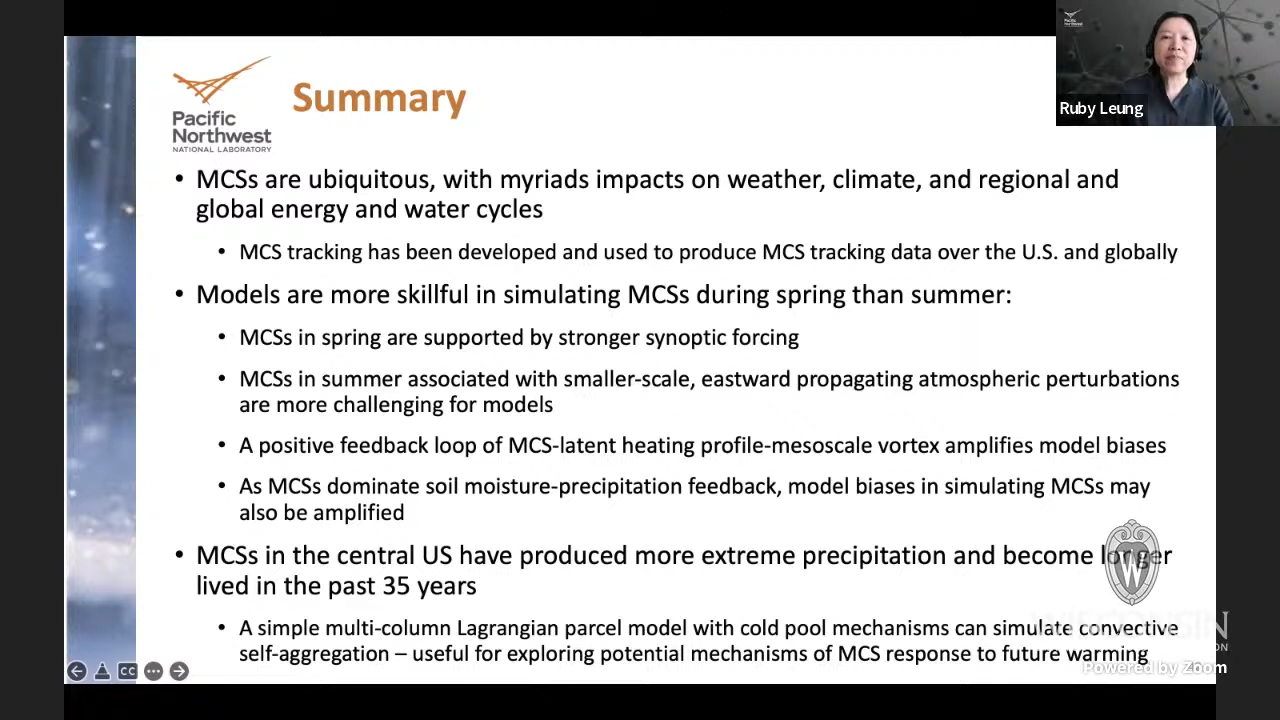 Pacific
Northwest
Ruby Leung
Pacific
Northwest
NATIONAL LABORATORY
Summary
• MCSs are ubiquitous, with myriads impacts on weather, climate, and regional and
global energy and water cycles
• MCS tracking has been developed and used to produce MCS tracking data over the U.S. and globally
• Models are more skillful in simulating MCSs during spring than summer:
• MCSs in spring are supported by stronger synoptic forcing
• MCSs in summer associated with smaller-scale, eastward propagating atmospheric perturbations
are more challenging for models
• A positive feedback loop of MCS-latent heating profile-mesoscale vortex amplifies model biases
• As MCSs dominate soil moisture-precipitation feedback, model biases in simulating MCSs may
also be amplified
• MCSs in the central US have produced more extreme precipitation and become longer
lived in the past 35 years
• A simple multi-column Lagrangian parcel model with cold pool mechanisms can simulate convective
self-aggregation – useful for exploring potential mechanisms of MCS response to future warming
CC
W
WISCONSIN
Powered by Zoom